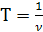 T = 1/ν